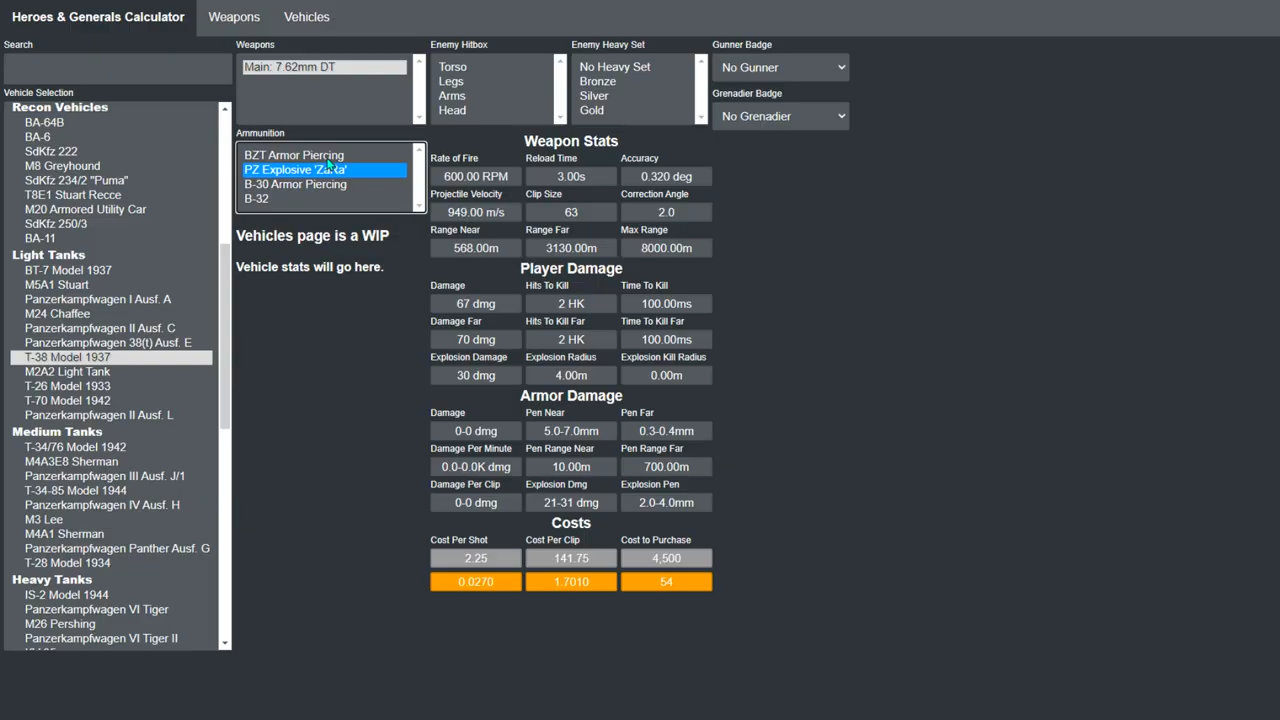 Heroes & Generals Calculator
Weapons
Vehicles
Search
Vehicle Selection
Recon Vehicles
BA-64B
BA-6
SdKfz 222
M8 Greyhound
SdKfz 234/2 "Puma"
T8E1 Stuart Recce
M20 Armored Utility Car
SdKfz 250/3
BA-11
Light Tanks
BT-7 Model 1937
M5A1 Stuart
Panzerkampfwagen I Ausf. A
M24 Chaffee
Panzerkampfwagen II Ausf. C
Panzerkampfwagen 38(t) Ausf. E
T-38 Model 1937
M2A2 Light Tank
T-26 Model 1933
T-70 Model 1942
Panzerkampfwagen II Ausf. L
Medium Tanks
T-34/76 Model 1942
M4A3E8 Sherman
Panzerkampfwagen III Ausf. J/1
T-34-85 Model 1944
Panzerkampfwagen IV Ausf. H
M3 Lee
M4A1 Sherman
Panzerkampfwagen Panther Ausf. G
T-28 Model 1934
Heavy Tanks
IS-2 Model 1944
Panzerkampfwagen VI Tiger
M26 Pershing
Panzerkampfwagen VI Tiger II
Weapons
Main: 7.62mm DT
Ammunition
BZT Armor Piercing
PZ Explosive
B-30 Armor Piercing
B-32
Vehicles page is a WIP
Vehicle stats will go here.
Enemy Hitbox
Torso
Legs
Arms
Head
Enemy Heavy Set
No Heavy Set
Bronze
Silver
Gold
Gunner Badge
No Gunner
Grenadier Badge
No Grenadier
Weapon Stats
Rate of Fire Reload Time Accuracy
600.00 RPM 3.00s 0.320 deg
Projectile Velocity Clip Size Correction Angle
949.00 m/s 63 2.0
Range Near Range Far Max Range
568.00m 3130.00m 8000.00m
Player Damage
Damage Hits To Kill Time To Kill
67 dmg 2 HK 100.00ms
Damage Far Hits To Kill Far Time To Kill Far
70 dmg 2 HK 100.00ms
Explosion Damage Explosion Radius Explosion Kill Radius
30 dmg 4.00m 0.00m
Armor Damage
Damage Pen Near Pen Far
0-0 dmg 5.0-7.0mm 0.3-0.4mm
Damage Per Minute Pen Range Near Pen Range Far
0.0-0.0K dmg 10.00m 700.00m
Damage Per Clip Explosion Dmg Explosion Pen
0-0 dmg 21-31 dmg 2.0-4.0mm
Costs
Cost Per Shot Cost Per Clip Cost to Purchase
2.25 141.75 4,500
0.0270 1.7010 54